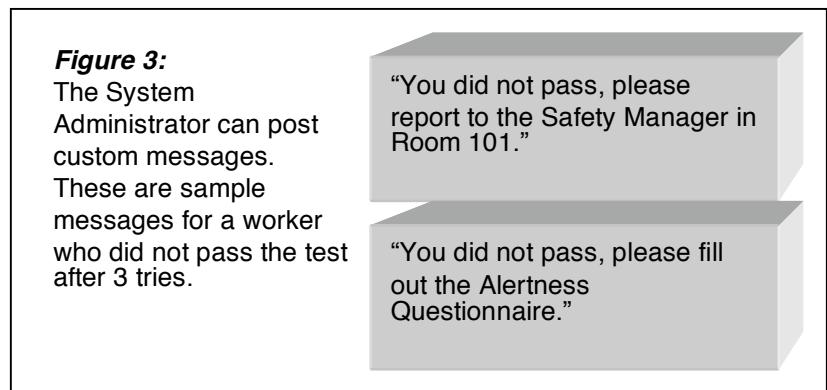 Figure 3:
The System
Administrator can post
custom messages.
These are sample
messages for a worker
who did not pass the test
after 3 tries.
“You did not pass, please
report to the Safety Manager in
Room 101.”
“You did not pass, please fill
out the Alertness
Questionnaire.”